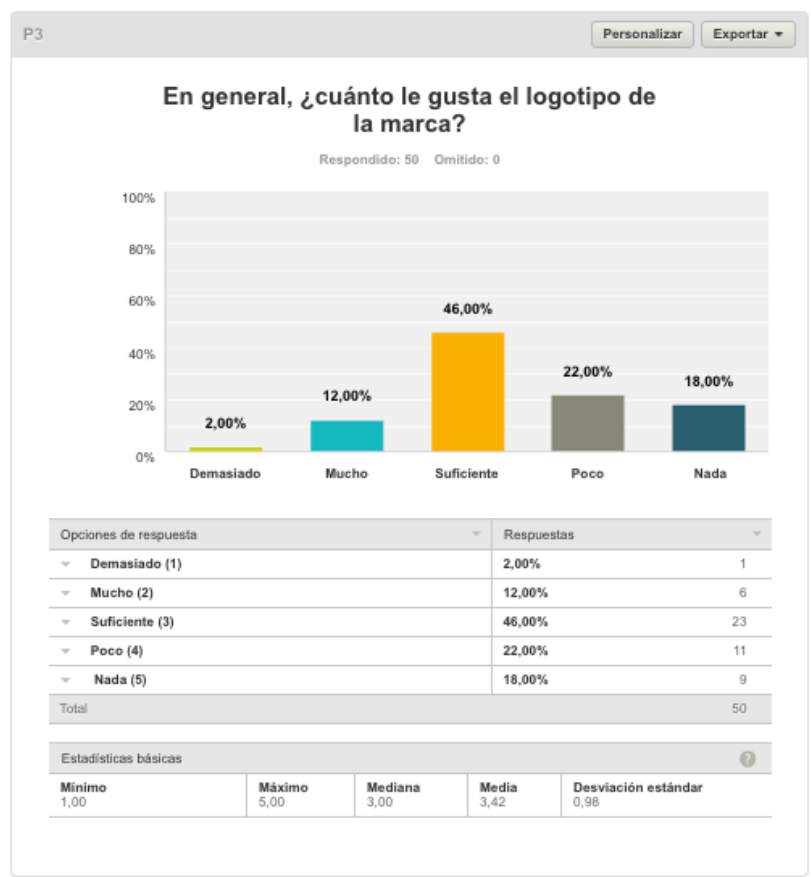 P3
Personalizar
Exportar
En general, ¿cuánto le gusta el logotipo de
la marca?
Respondido: 50 Omitido: 0
100%
80%
60%
40%
20%
0%
2,00%
12,00%
46,00%
22,00%
18,00%
Demasiado Mucho Suficiente Poco Nada
Opciones de respuesta Respuestas
Demasiado (1) 2,00% 1
Mucho (2) 12,00% 6
Suficiente (3) 46,00% 23
Poco (4) 22,00% 11
Nada (5) 18,00% 9
Total 50
Estadísticas básicas ?
Mínimo Máximo Mediana Media Desviación estándar
1,00 5,00 3,00 3,42 0,98